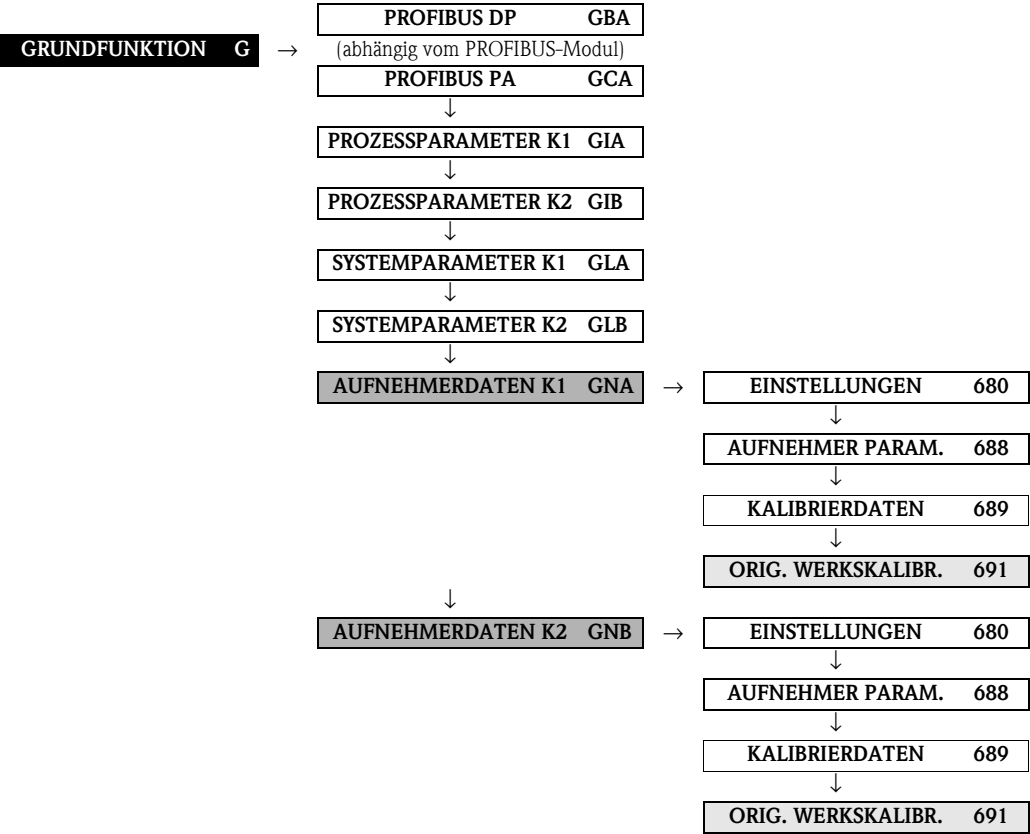 PROFIBUS DP GBA
GRUNDFUNKTION G → (abhängig vom PROFIBUS-Modul)
PROFIBUS PA GCA
↓
PROZESSPARAMETER K1 GIA
↓
PROZESSPARAMETER K2 GIB
↓
SYSTEMPARAMETER K1 GLA
↓
SYSTEMPARAMETER K2 GLB
↓
AUFNEHMERDATEN K1 GNA → EINSTELLUNGEN 680
↓
AUFNEHMER PARAM. 688
↓
KALIBRIERDATEN 689
↓
ORIG. WERKSKALIBR. 691
↓
AUFNEHMERDATEN K2 GNB → EINSTELLUNGEN 680
↓
AUFNEHMER PARAM. 688
↓
KALIBRIERDATEN 689
↓
ORIG. WERKSKALIBR. 691